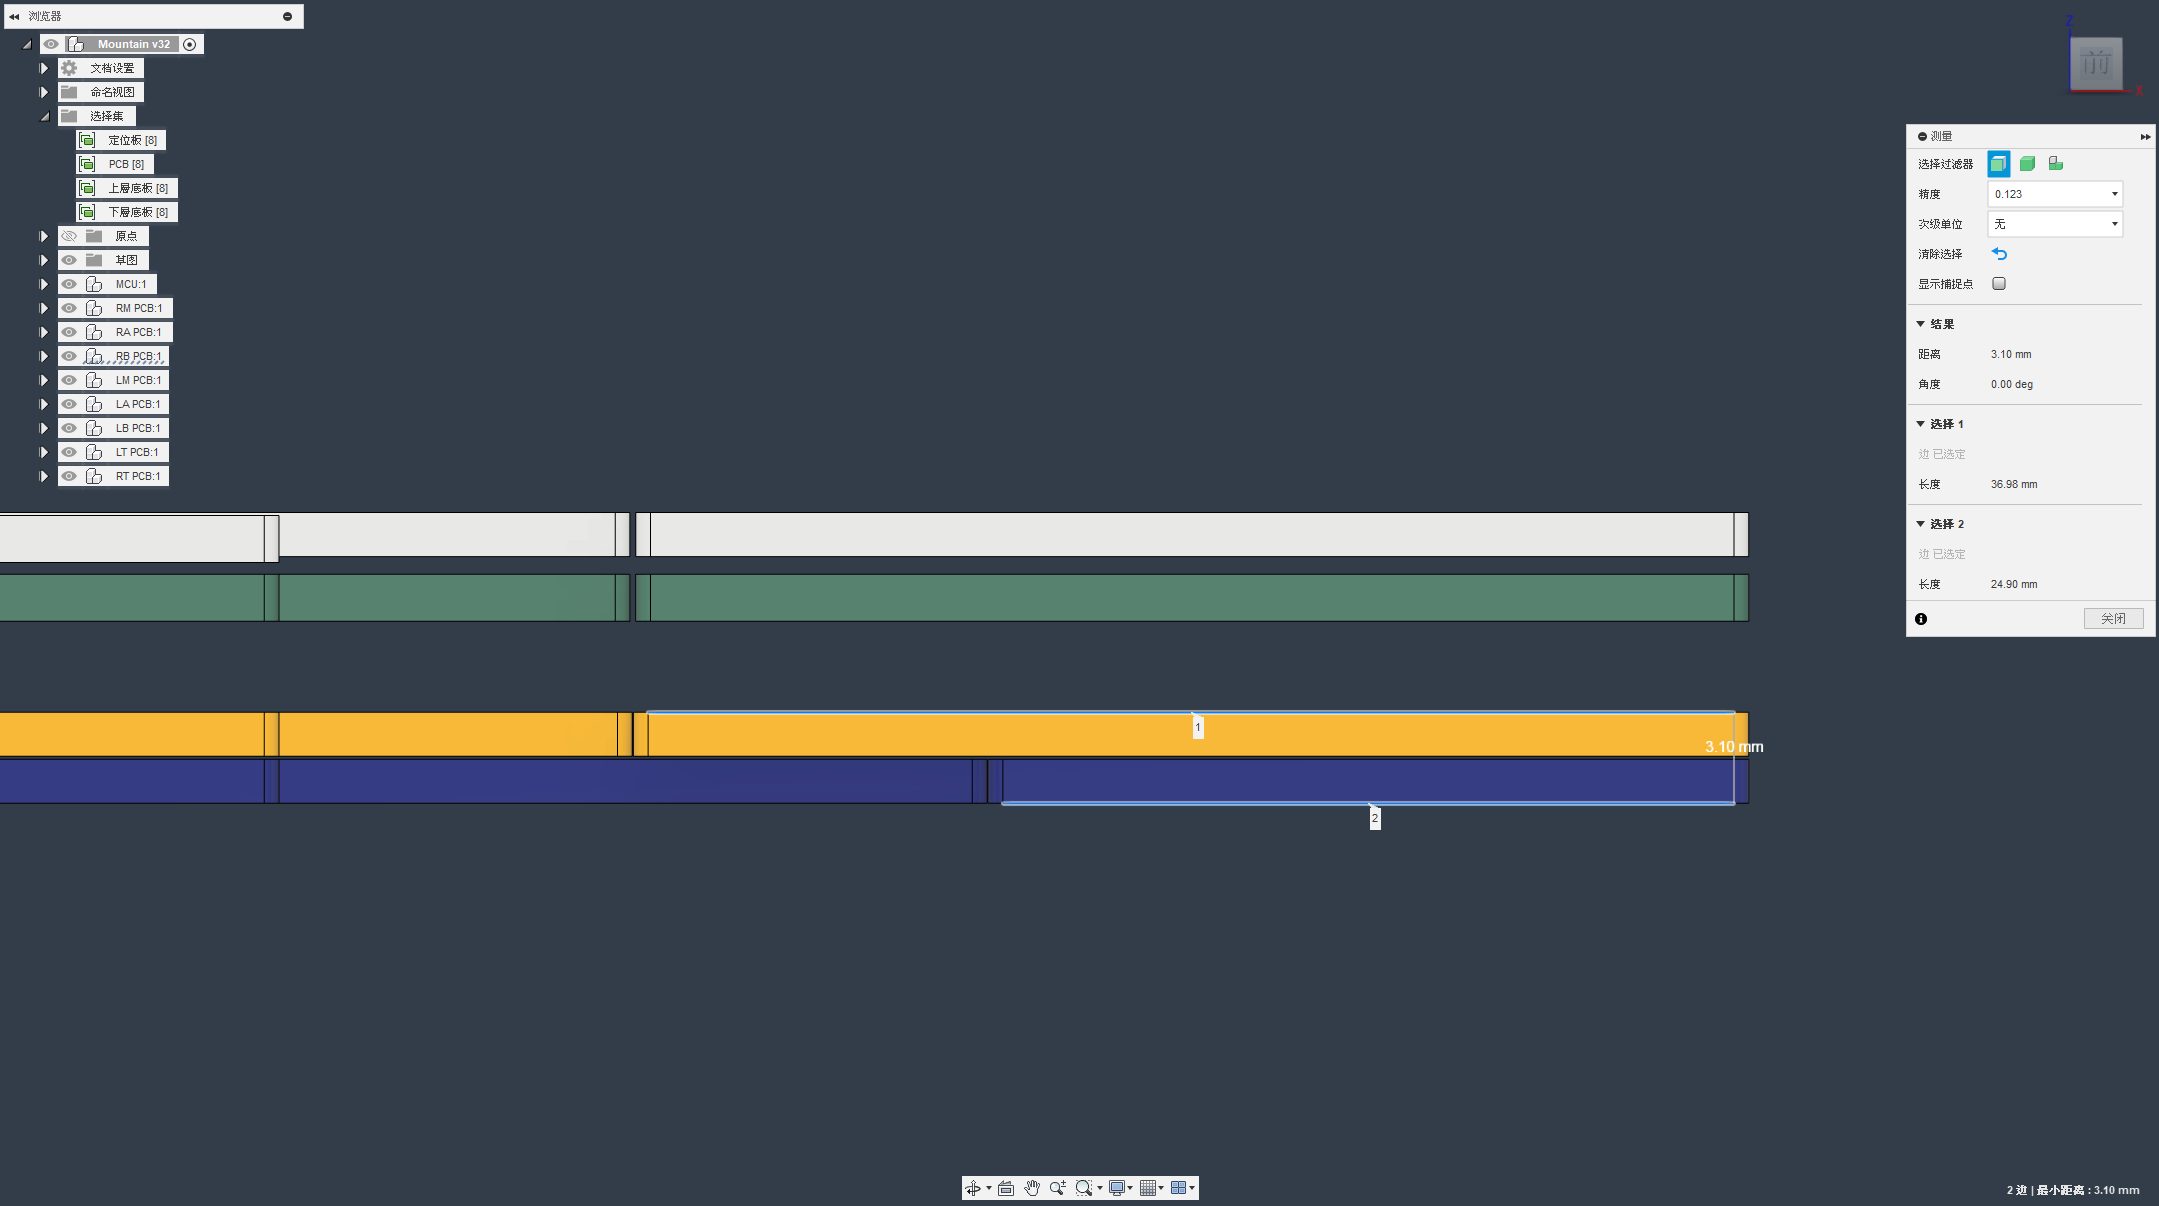 浏览器
Mountain v32
文档设置
命名视图
选择集
定位板 [8]
PCB [8]
上層底板 [8]
下層底板 [8]
原点
草图
MCU:1
RM PCB:1
RA PCB:1
RB PCB:1
LM PCB:1
LA PCB:1
LB PCB:1
LT PCB:1
RT PCB:1
Z
前
X
测量
选择过滤器
精度 0.123
次级单位 无
清除选择
显示捕捉点
结果
距离 3.10 mm
角度 0.00 deg
选择 1
边 已选定
长度 36.98 mm
选择 2
边 已选定
长度 24.90 mm
关闭
1
3.10 mm
2
2 边 | 最小距离 : 3.10 mm